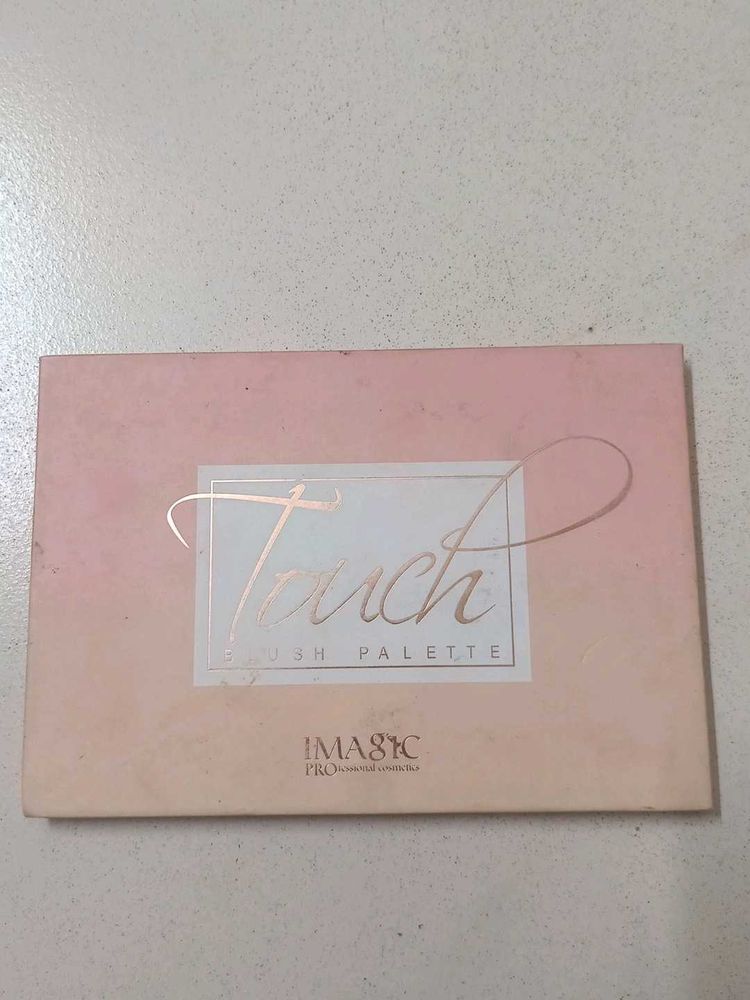 Touch
BLUSH PALETTE
IMAGIC
PROfessional cosmetics